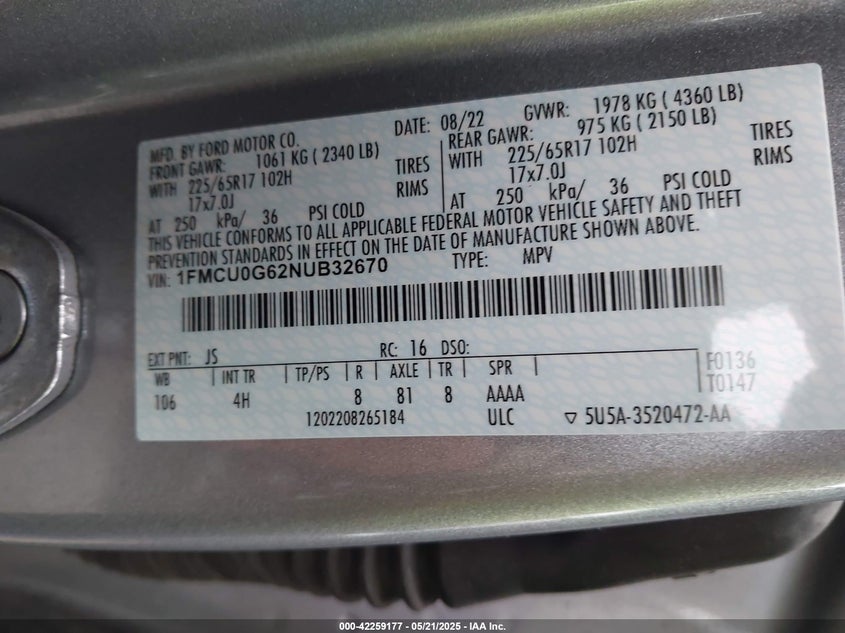 MFD. BY FORD MOTOR CO. DATE: 08/22 GVWR: 1978 KG ( 4360 LB)
FRONT GAWR: 1061 KG ( 2340 LB) REAR GAWR: 975 KG ( 2150 LB)
WITH 225/65R17 102H TIRES WITH 225/65R17 102H TIRES
17x7.0J RIMS 17x7.0J RIMS
AT 250 kPa/ 36 PSI COLD AT 250 kPa/ 36 PSI COLD
THIS VEHICLE CONFORMS TO ALL APPLICABLE FEDERAL MOTOR VEHICLE SAFETY AND THEFT
PREVENTION STANDARDS IN EFFECT ON THE DATE OF MANUFACTURE SHOWN ABOVE.
VIN: 1FMCU0G62NUB32670 TYPE: MPV
EXT PNT: JS RC: 16 DSO: F0136
WB INT TR TP/PS R AXLE TR SPR T0147
106 4H 8 81 8 AAAA
1202208265184 ULC ▽ 5U5A-3520472-AA
000-42259177 — 05/21/2025 — IAA Inc.